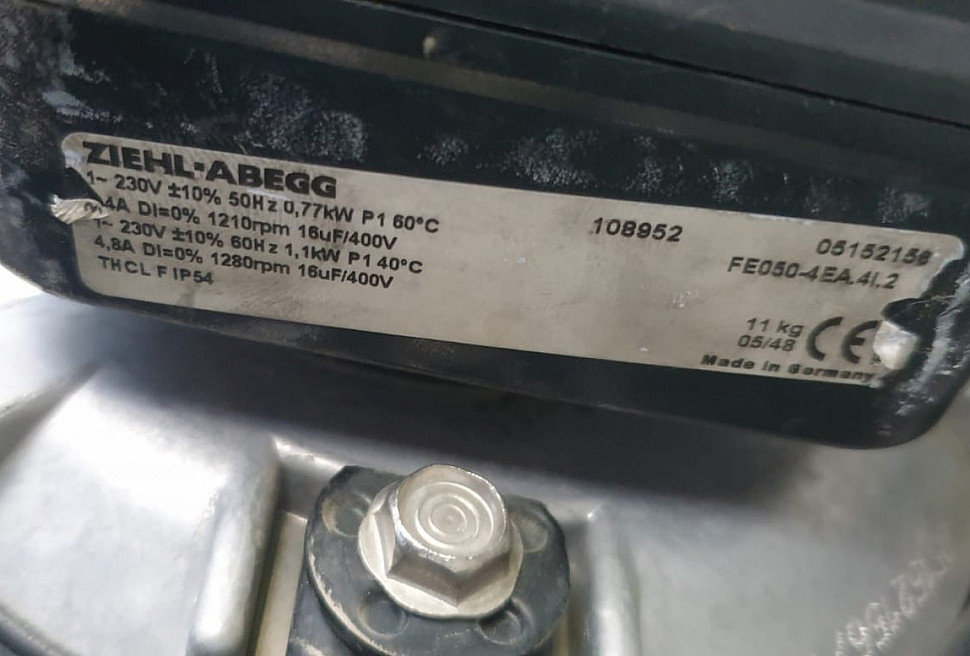 ZIEHL-ABEGG
1~ 230V ±10% 50Hz 0,77kW P1 60°C
4A DI=0% 1210rpm 16uF/400V
1~ 230V ±10% 60Hz 1,1kW P1 40°C
4,8A DI=0% 1280rpm 16uF/400V
THCL F IP54
108952
05152156
FE050-4EA.4I.2
11 kg
05/48
CE
Made in Germany